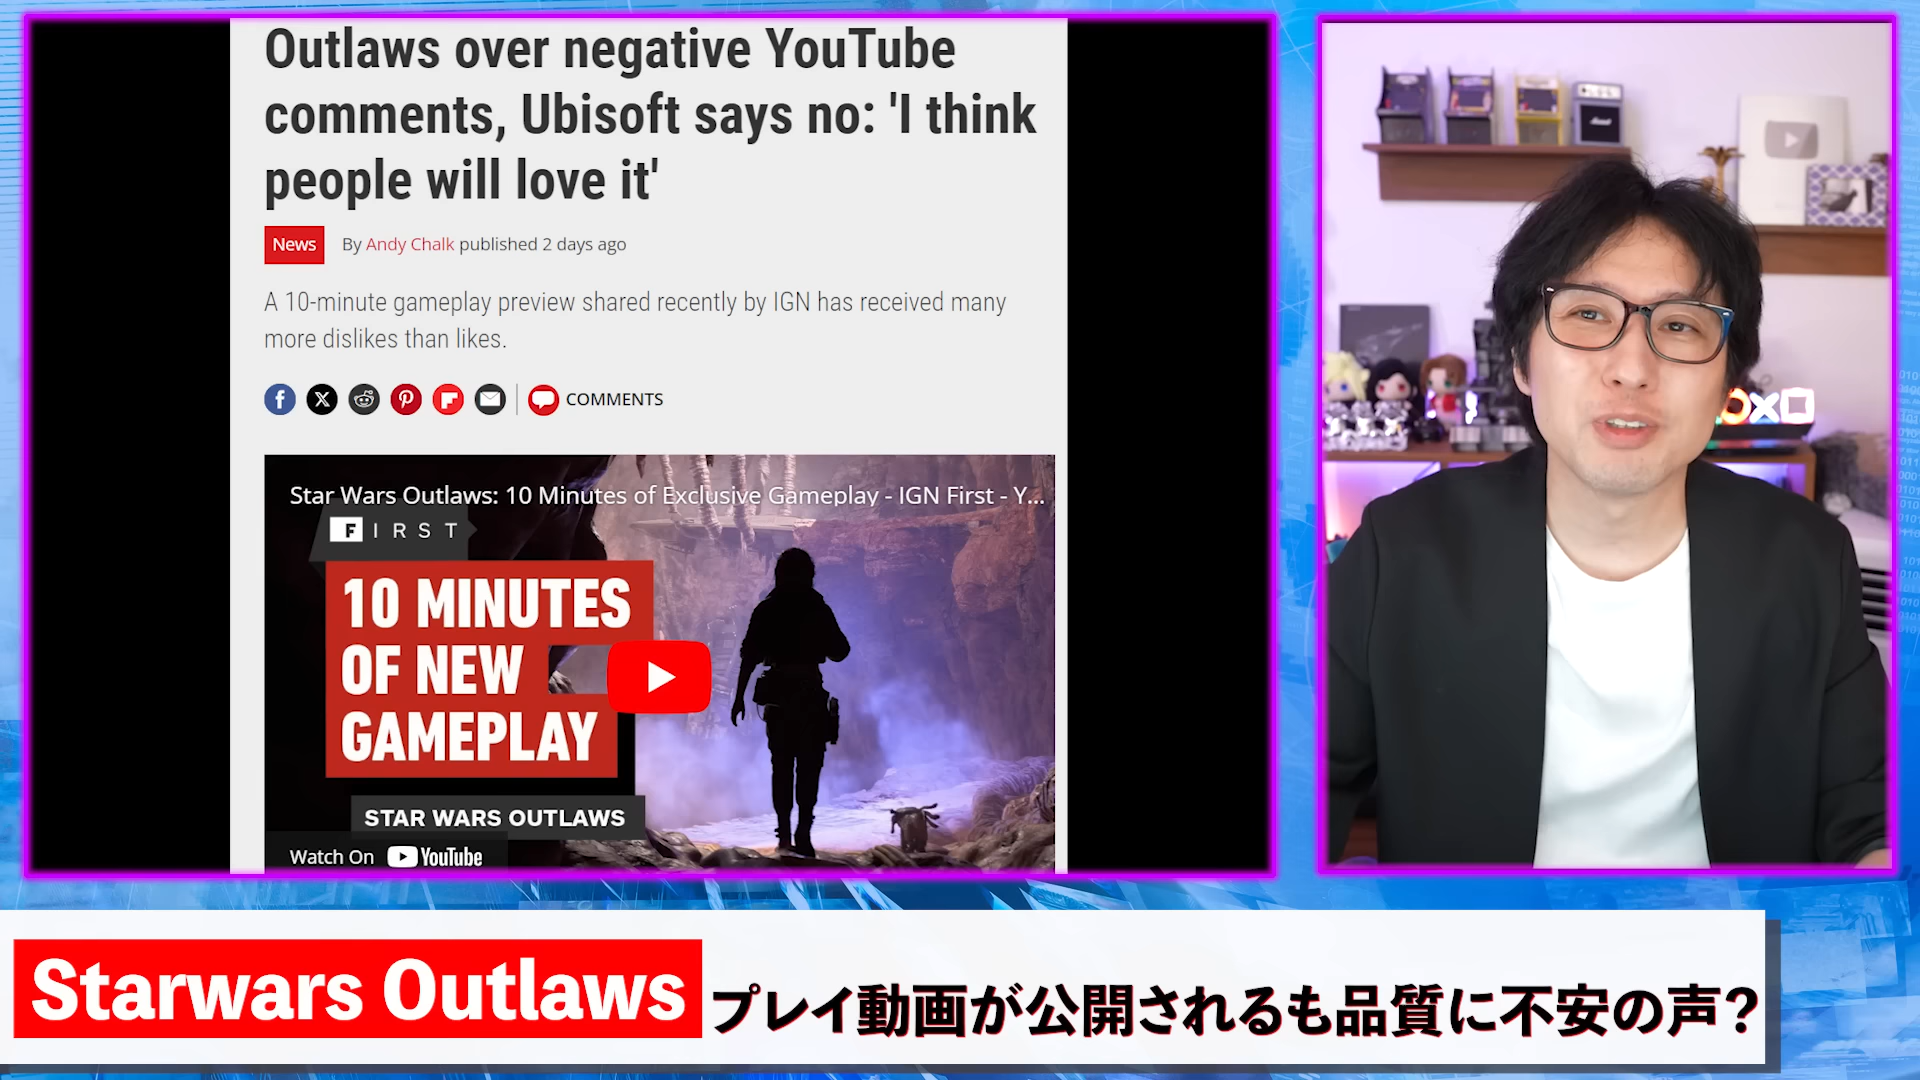 Outlaws over negative YouTube
comments, Ubisoft says no: 'I think
people will love it'
News By Andy Chalk published 2 days ago
A 10-minute gameplay preview shared recently by IGN has received many
more dislikes than likes.
COMMENTS
Star Wars Outlaws: 10 Minutes of Exclusive Gameplay - IGN First - Y...
FIRST
10 MINUTES
OF NEW
GAMEPLAY
STAR WARS OUTLAWS
Watch On YouTube
Starwars Outlaws プレイ動画が公開されるも品質に不安の声?